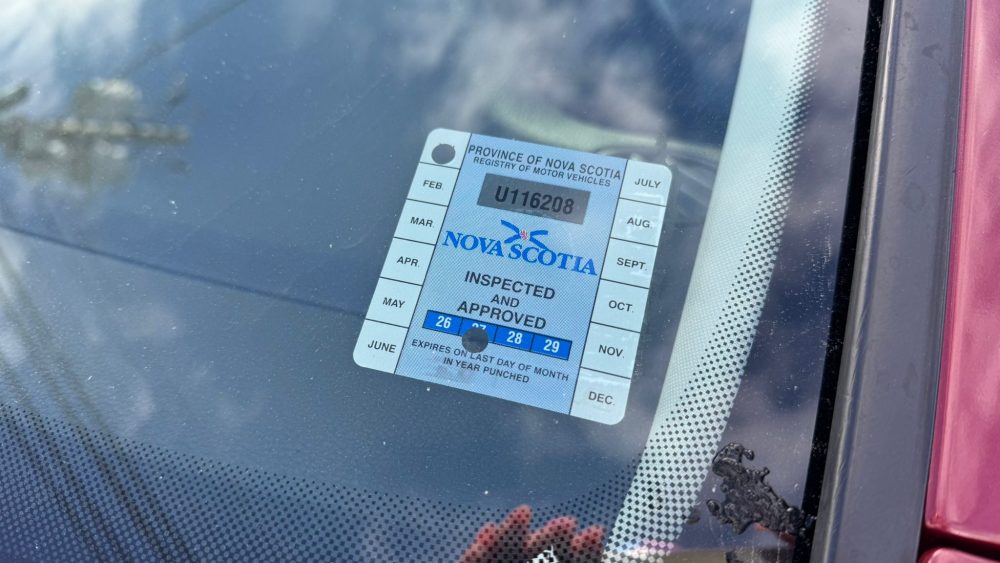 PROVINCE OF NOVA SCOTIA
REGISTRY OF MOTOR VEHICLES
U116208
NOVA SCOTIA
INSPECTED
AND
APPROVED
26 27 28 29
EXPIRES ON LAST DAY OF MONTH
IN YEAR PUNCHED
FEB.
MAR
APR.
MAY
JUNE
JULY
AUG
SEPT.
OCT.
NOV.
DEC.